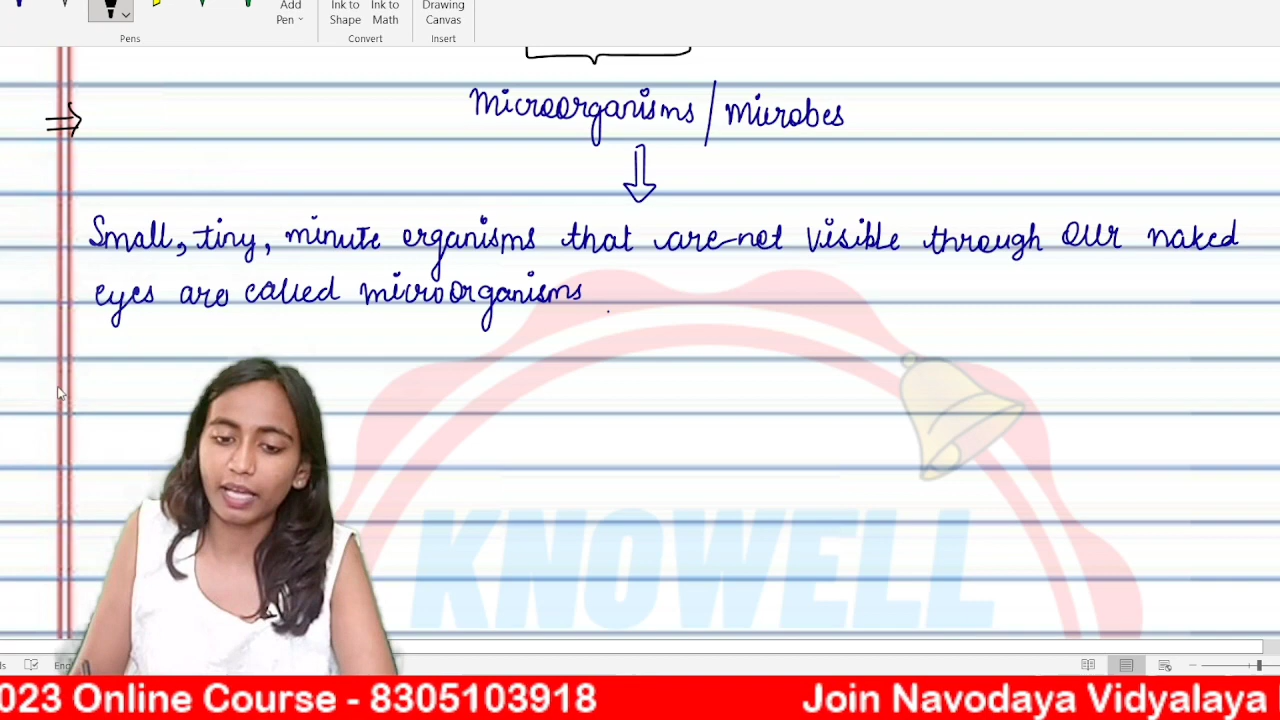 Add Ink to Ink to Drawing
Pen Shape Math Canvas
Pens Convert Insert
Microorganisms / Microbes
Small, tiny, minute organisms that are not visible through our naked
eyes are called microorganisms
KNOWELL
023 Online Course - 8305103918 Join Navodaya Vidyalaya